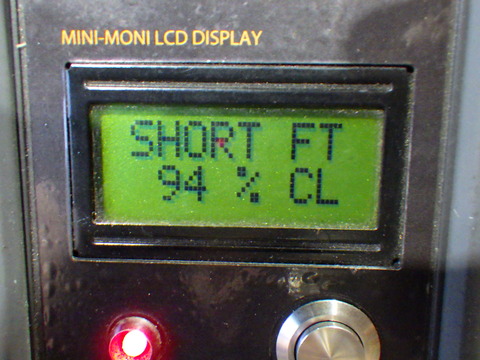 MINI-MONI LCD DISPLAY
SHORT FT
94 % CL